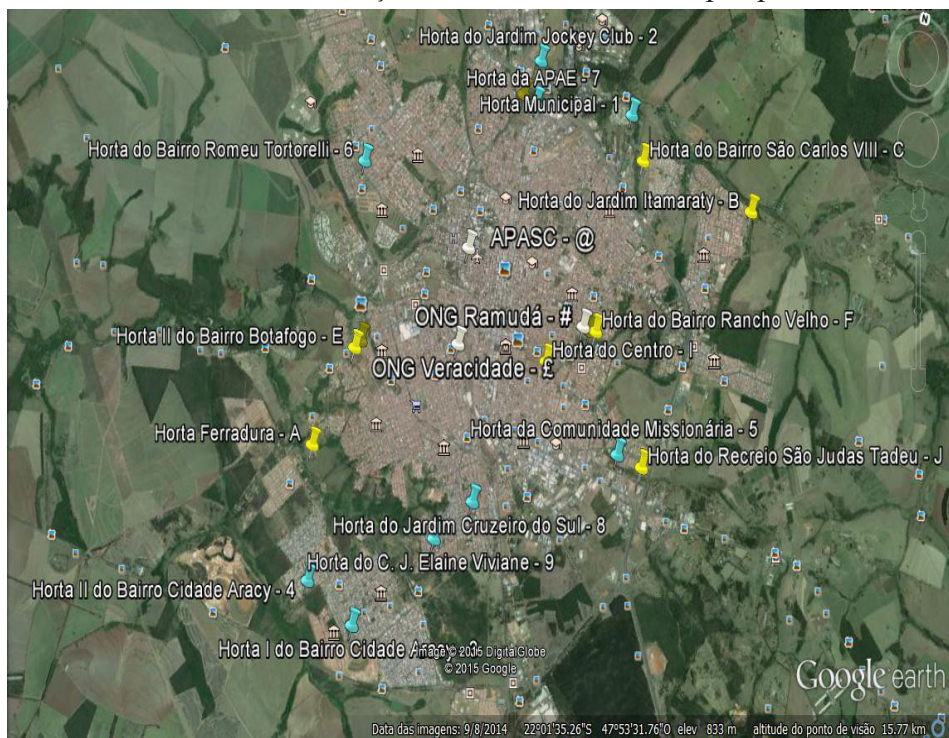 Horta do Jardim Jockey Club - 2
Horta da APAE - 7
Horta Municipal - 1
Horta do Bairro Romeu Tortorelli - 6
Horta do Bairro São Carlos VIII - C
Horta do Jardim Itamaraty - B
APASC - @
ONG Ramudá - #
Horta do Bairro Rancho Velho - F
Horta II do Bairro Botafogo - E
Horta do Centro - I
ONG Veracidade - £
Horta Ferradura - A
Horta da Comunidade Missionária - 5
Horta do Recreio São Judas Tadeu - J
Horta do Jardim Cruzeiro do Sul - 8
Horta do C. J. Elaine Viviane - 9
Horta II do Bairro Cidade Aracy - 4
Horta I do Bairro Cidade
Image © 2015 DigitalGlobe
© 2015 Google
Google earth
Data das imagens: 9/8/2014 22°01'35.26"S 47°53'31.76"O elev 833 m altitude do ponto de visão 15.77 km